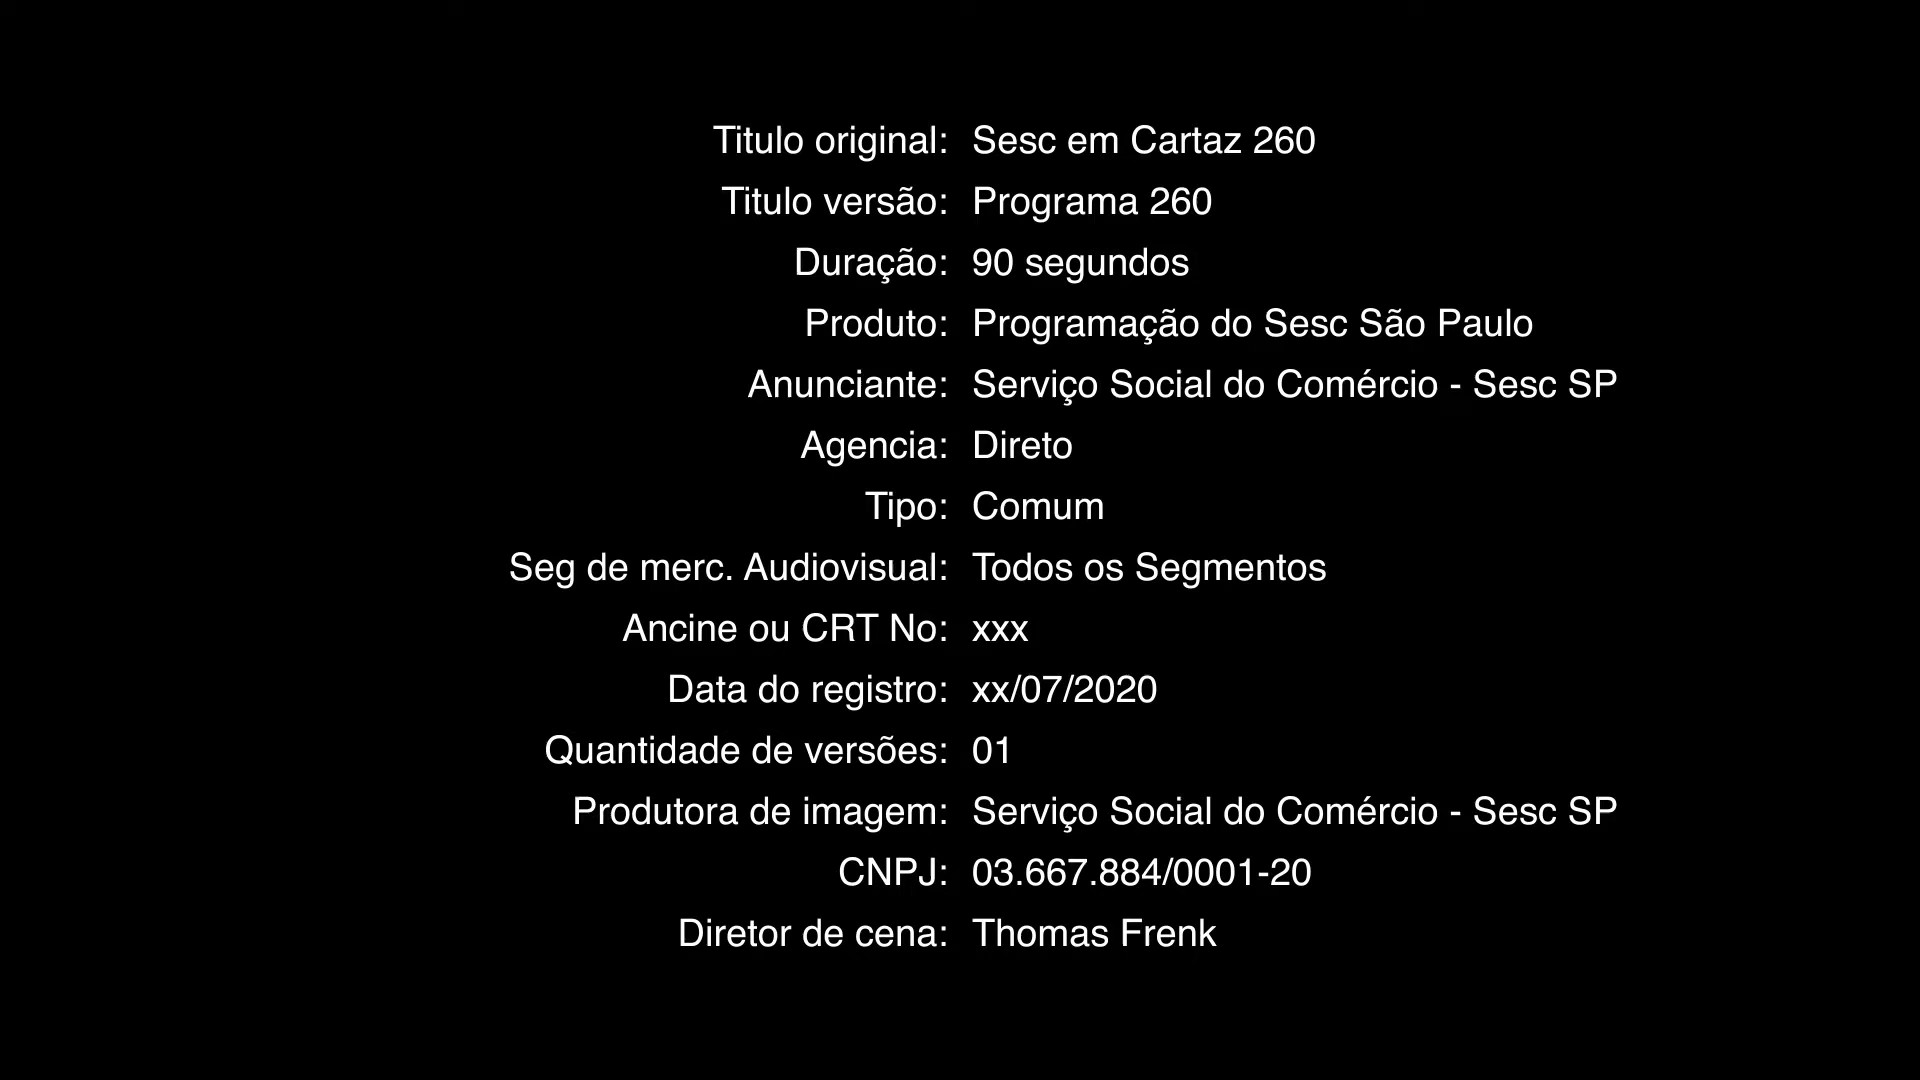 Titulo original: Sesc em Cartaz 260
Titulo versão: Programa 260
Duração: 90 segundos
Produto: Programação do Sesc São Paulo
Anunciante: Serviço Social do Comércio - Sesc SP
Agencia: Direto
Tipo: Comum
Seg de merc. Audiovisual: Todos os Segmentos
Ancine ou CRT No: xxx
Data do registro: xx/07/2020
Quantidade de versões: 01
Produtora de imagem: Serviço Social do Comércio - Sesc SP
CNPJ: 03.667.884/0001-20
Diretor de cena: Thomas Frenk